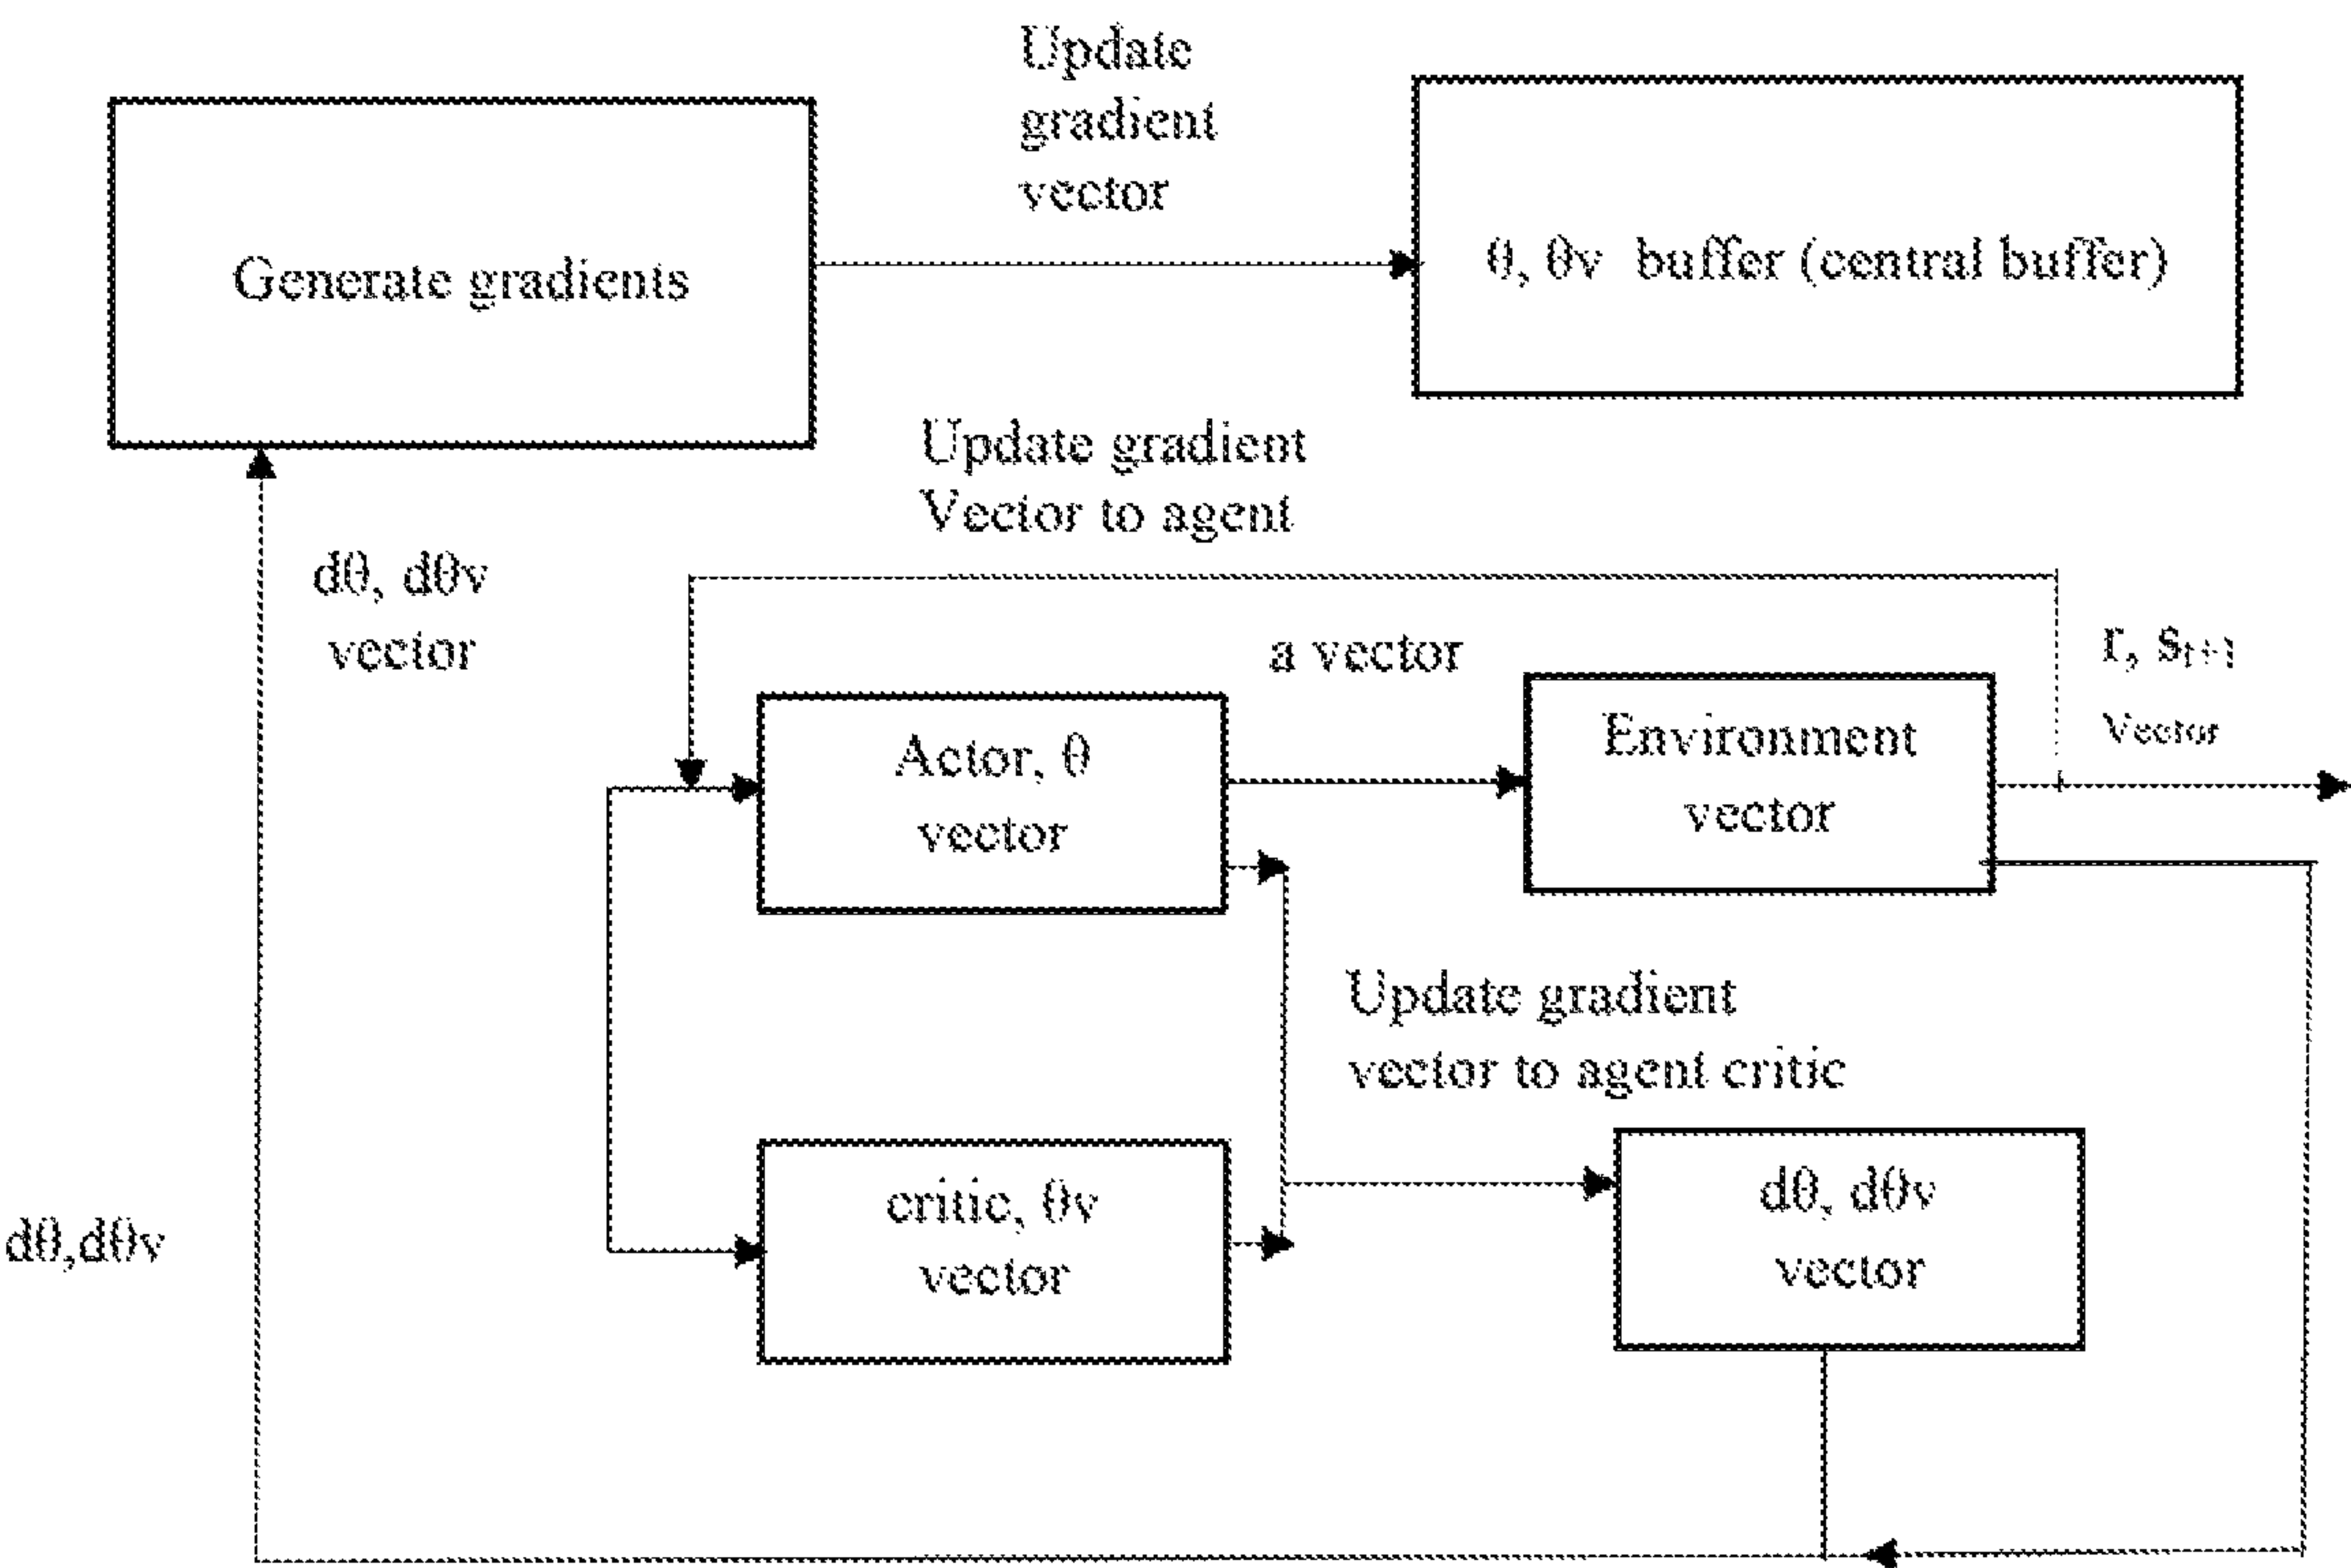 Update
gradient
vector
Generate gradients
θ, θv buffer (central buffer)
Update gradient
Vector to agent
dθ, dθv
vector
a vector
r, sₜ₊₁
Vector
Actor, θ
vector
Environment
vector
Update gradient
vector to agent critic
critic, θv
vector
dθ, dθv
vector
dθ,dθv